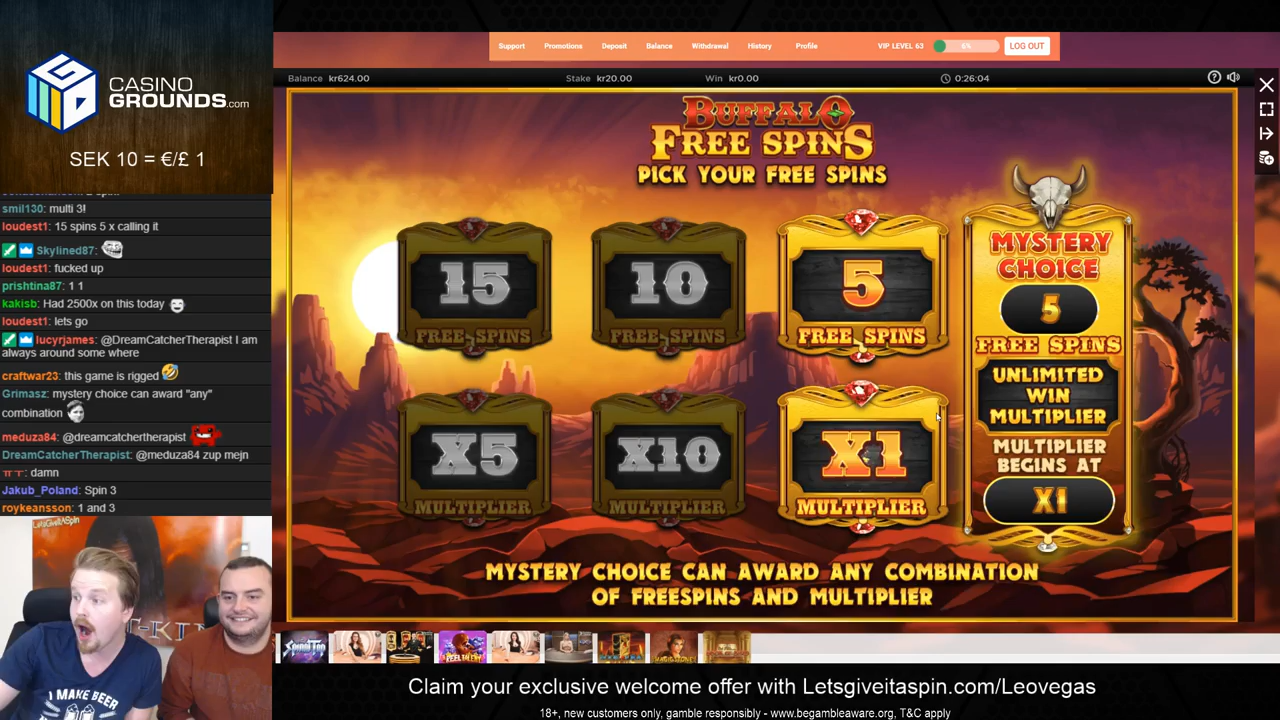 CASINO
GROUNDS.com
SEK 10 = €/£ 1
smil130: multi 3!
loudest1: 15 spins 5 x calling it
Skylined87:
loudest1: fucked up
prishtina87: 1 1
kakisb: Had 2500x on this today
loudest1: lets go
lucyrjames: @DreamCatcherTherapist I am
always around some where
craftwar23: this game is rigged
Grimasz: mystery choice can award "any"
combination
meduza84: @dreamcatchertherapist
DreamCatcherTherapist: @meduza84 zup mejn
ㅠㅜ: damn
Jakub_Poland: Spin 3
roykeansson: 1 and 3
LetsGiveItASpin
I MAKE BEER
Support Promotions Deposit Balance Withdrawal History Profile VIP LEVEL 63 6% LOG OUT
Balance kr624.00 Stake kr20.00 Win kr0.00 0:26:04
BUFFALO
FREE SPINS
PICK YOUR FREE SPINS
15
FREE SPINS
10
FREE SPINS
5
FREE SPINS
X5
MULTIPLIER
X10
MULTIPLIER
X1
MULTIPLIER
MYSTERY
CHOICE
5
FREE SPINS
UNLIMITED
WIN
MULTIPLIER
MULTIPLIER
BEGINS AT
X1
MYSTERY CHOICE CAN AWARD ANY COMBINATION
OF FREESPINS AND MULTIPLIER
Claim your exclusive welcome offer with Letsgiveitaspin.com/Leovegas
18+, new customers only, gamble responsibly - www.begambleaware.org, T&C apply